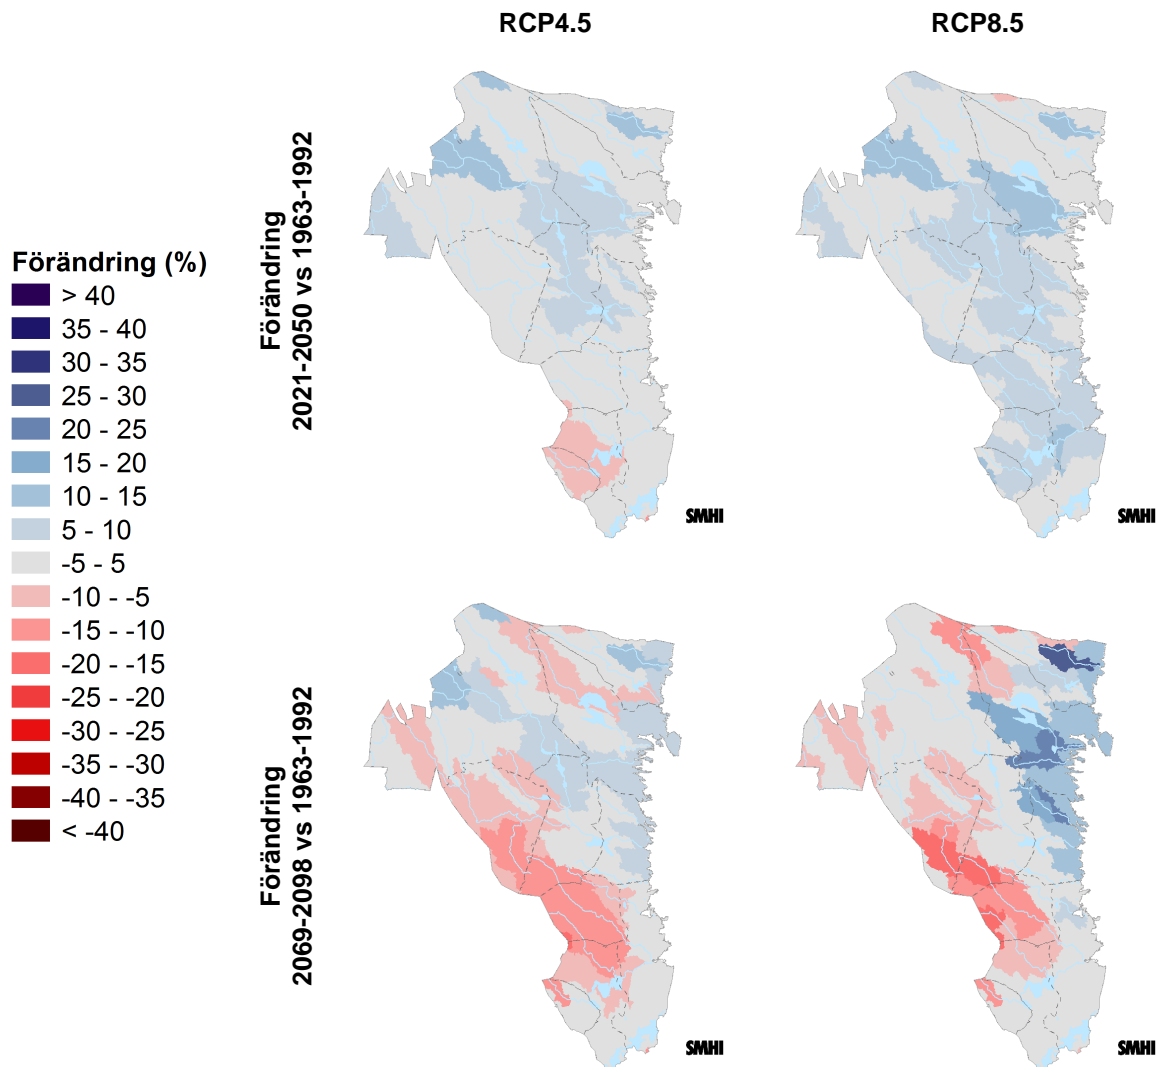 RCP4.5
RCP8.5
Förändring
2021-2050 vs 1963-1992
Förändring (%)
> 40
35 - 40
30 - 35
25 - 30
20 - 25
15 - 20
10 - 15
5 - 10
-5 - 5
-10 - -5
-15 - -10
-20 - -15
-25 - -20
-30 - -25
-35 - -30
-40 - -35
< -40
SMHI
SMHI
Förändring
2069-2098 vs 1963-1992
SMHI
SMHI